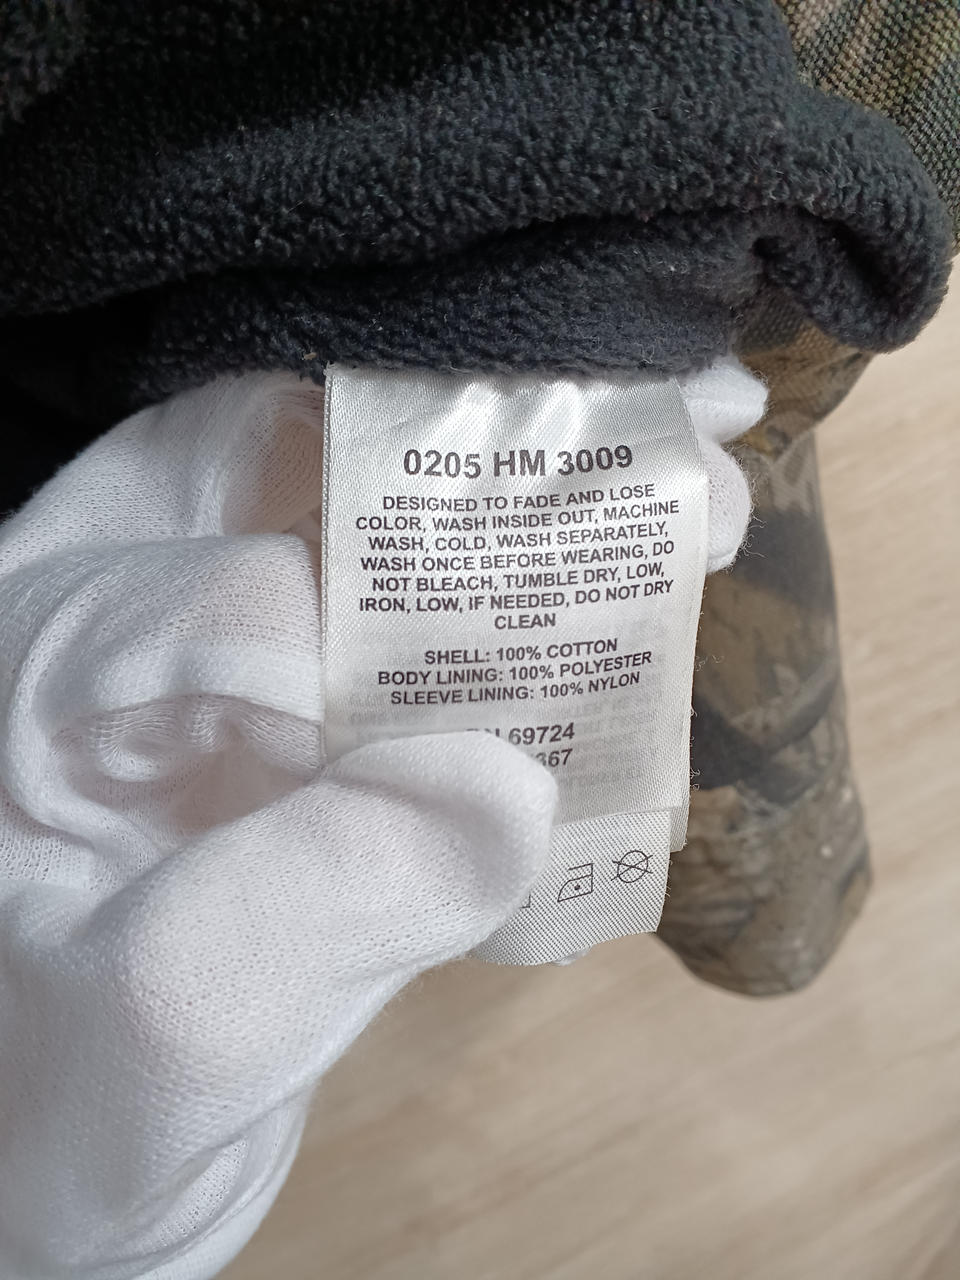 0205 HM 3009
DESIGNED TO FADE AND LOSE
COLOR, WASH INSIDE OUT, MACHINE
WASH, COLD, WASH SEPARATELY,
WASH ONCE BEFORE WEARING, DO
NOT BLEACH, TUMBLE DRY, LOW,
IRON, LOW, IF NEEDED, DO NOT DRY
CLEAN
SHELL: 100% COTTON
BODY LINING: 100% POLYESTER
SLEEVE LINING: 100% NYLON
69724